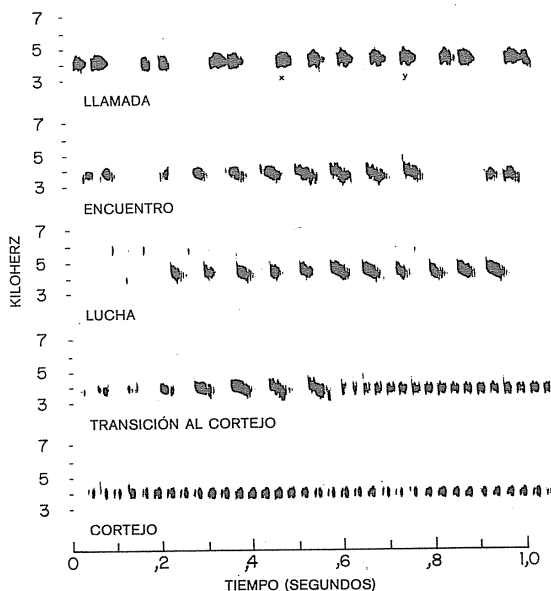 7
5
3
x y
LLAMADA
7
5
3
ENCUENTRO
7
5
3
LUCHA
7
5
3
TRANSICIÓN AL CORTEJO
7
5
3
CORTEJO
KILOHERZ
0 ,2 ,4 ,6 ,8 1,0
TIEMPO (SEGUNDOS)